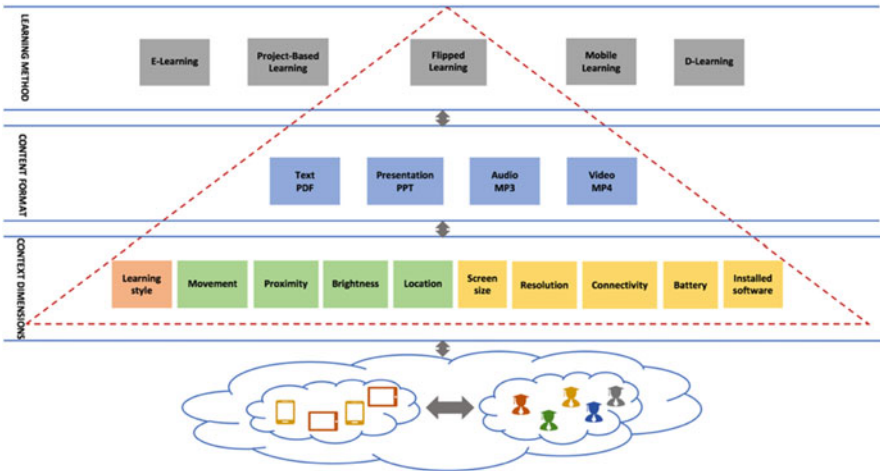 LEARNING METHOD
E-Learning
Project-Based
Learning
Flipped
Learning
Mobile
Learning
D-Learning
CONTENT FORMAT
Text
PDF
Presentation
PPT
Audio
MP3
Video
MP4
CONTEXT DIMENSIONS
Learning
style
Movement
Proximity
Brightness
Location
Screen
size
Resolution
Connectivity
Battery
Installed
software